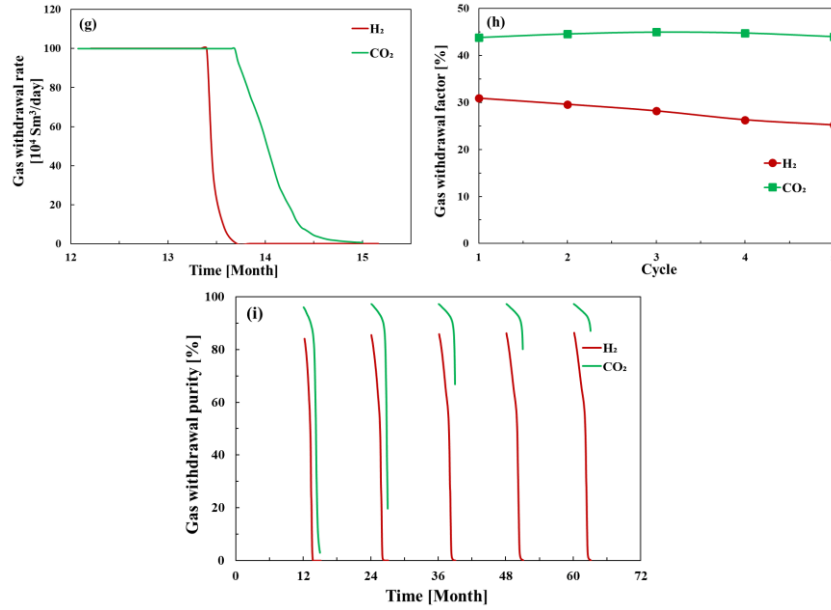 (g)
H₂
CO₂
Gas withdrawal rate
[10⁴ Sm³/day]
120
100
80
60
40
20
0
12
13
14
15
Time [Month]
(h)
Gas withdrawal factor [%]
50
40
30
20
10
0
H₂
CO₂
1
2
3
4
Cycle
(i)
Gas withdrawal purity [%]
100
80
60
40
20
0
H₂
CO₂
0
12
24
36
48
60
72
Time [Month]